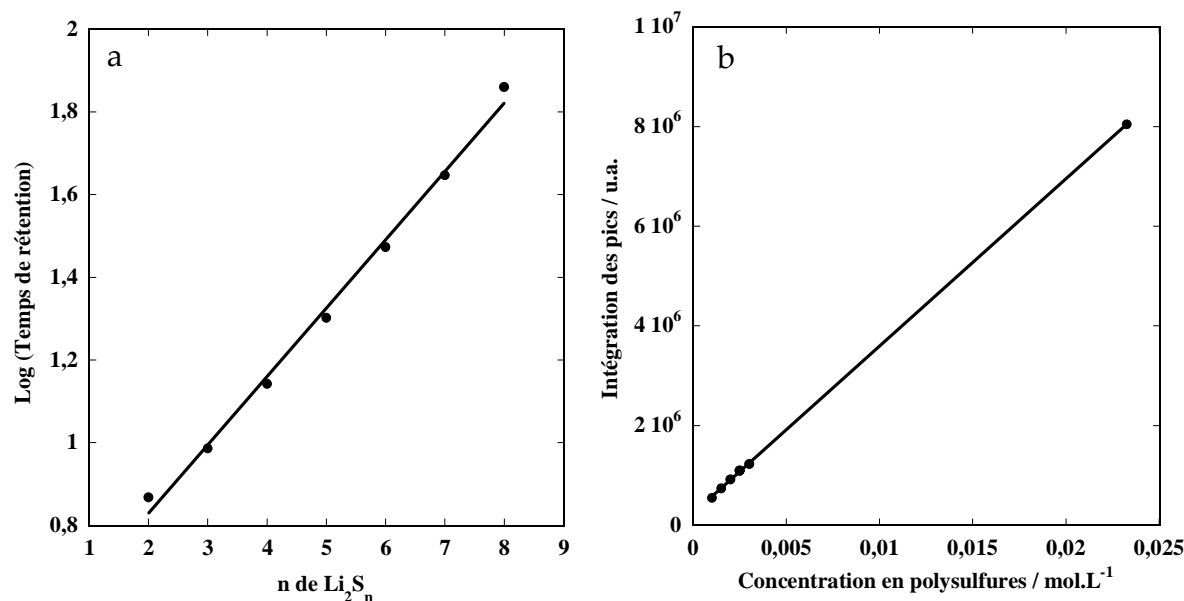 a
2
1,8
1,6
1,4
1,2
1
0,8
Log (Temps de rétention)
1 2 3 4 5 6 7 8 9
n de Li2Sn
b
1 10^7
8 10^6
6 10^6
4 10^6
2 10^6
0
Intégration des pics / u.a.
0 0,005 0,01 0,015 0,02 0,025
Concentration en polysulfures / mol.L^-1